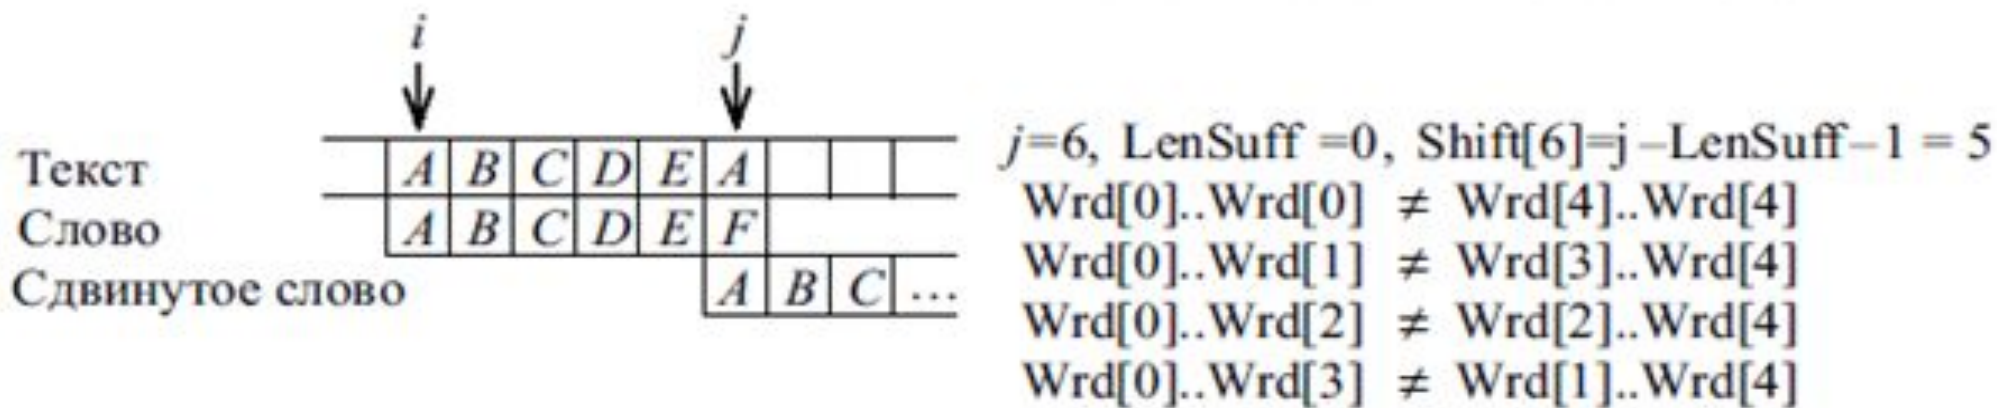 i j
Текст A B C D E A
Слово A B C D E F
Сдвинутое слово A B C ...
j=6, LenSuff =0, Shift[6]=j–LenSuff–1 = 5
Wrd[0]..Wrd[0] ≠ Wrd[4]..Wrd[4]
Wrd[0]..Wrd[1] ≠ Wrd[3]..Wrd[4]
Wrd[0]..Wrd[2] ≠ Wrd[2]..Wrd[4]
Wrd[0]..Wrd[3] ≠ Wrd[1]..Wrd[4]